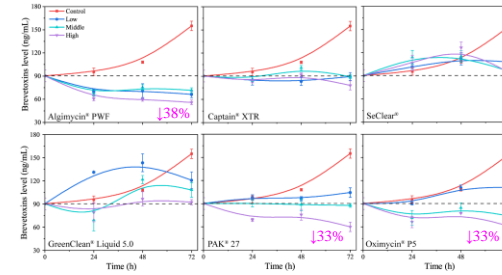 Brevetoxins level (ng/mL)
150
120
90
60
30
Control
Low
Middle
High
Algimycin® PWF
↓38%
Captain® XTR
SeClear®
Brevetoxins level (ng/mL)
150
120
90
60
30
GreenClean® Liquid 5.0
PAK® 27
↓33%
Oximycin® P5
↓33%
0 24 48 72
0 24 48 72
0 24 48
Time (h)
Time (h)
Time (h)